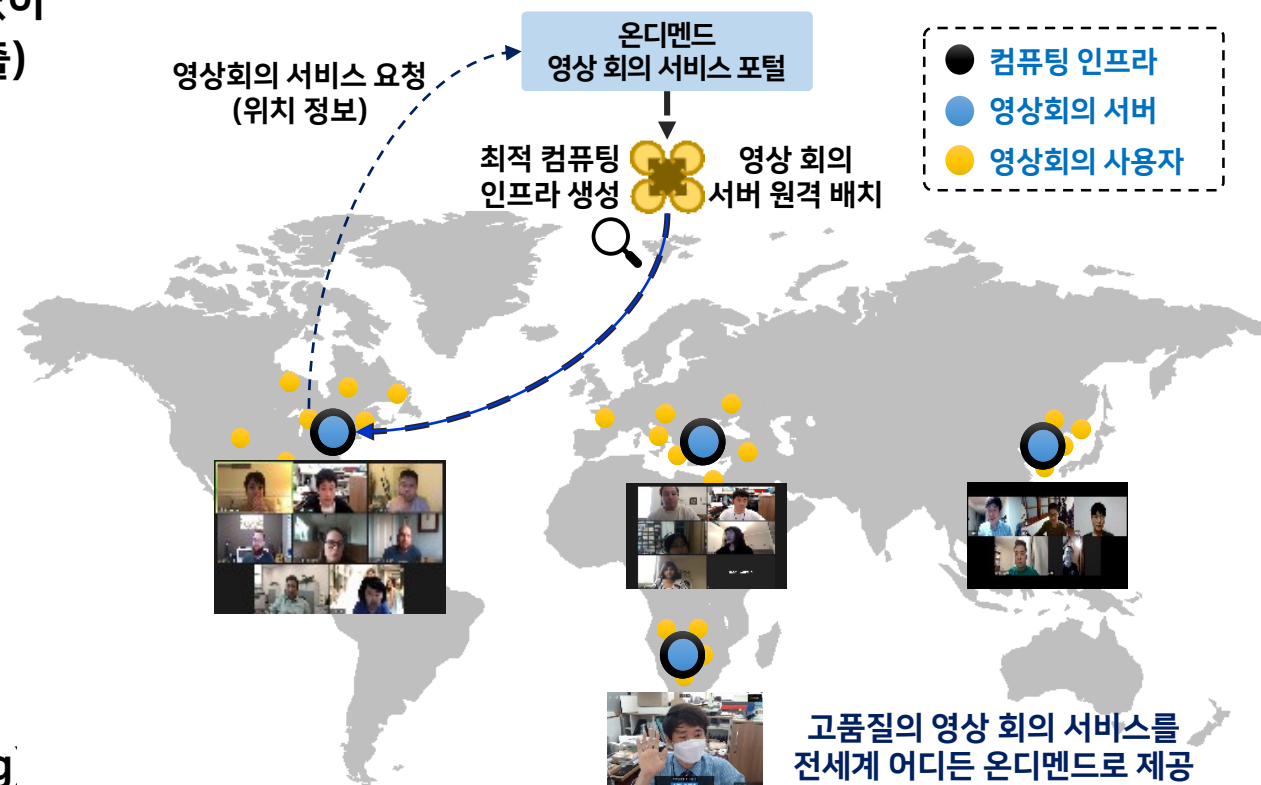 출)
온디멘드
영상 회의 서비스 포털
영상회의 서비스 요청
(위치 정보)
컴퓨팅 인프라
영상회의 서버
영상회의 사용자
최적 컴퓨팅
인프라 생성
영상 회의
서버 원격 배치
고품질의 영상 회의 서비스를
전세계 어디든 온디멘드로 제공
g